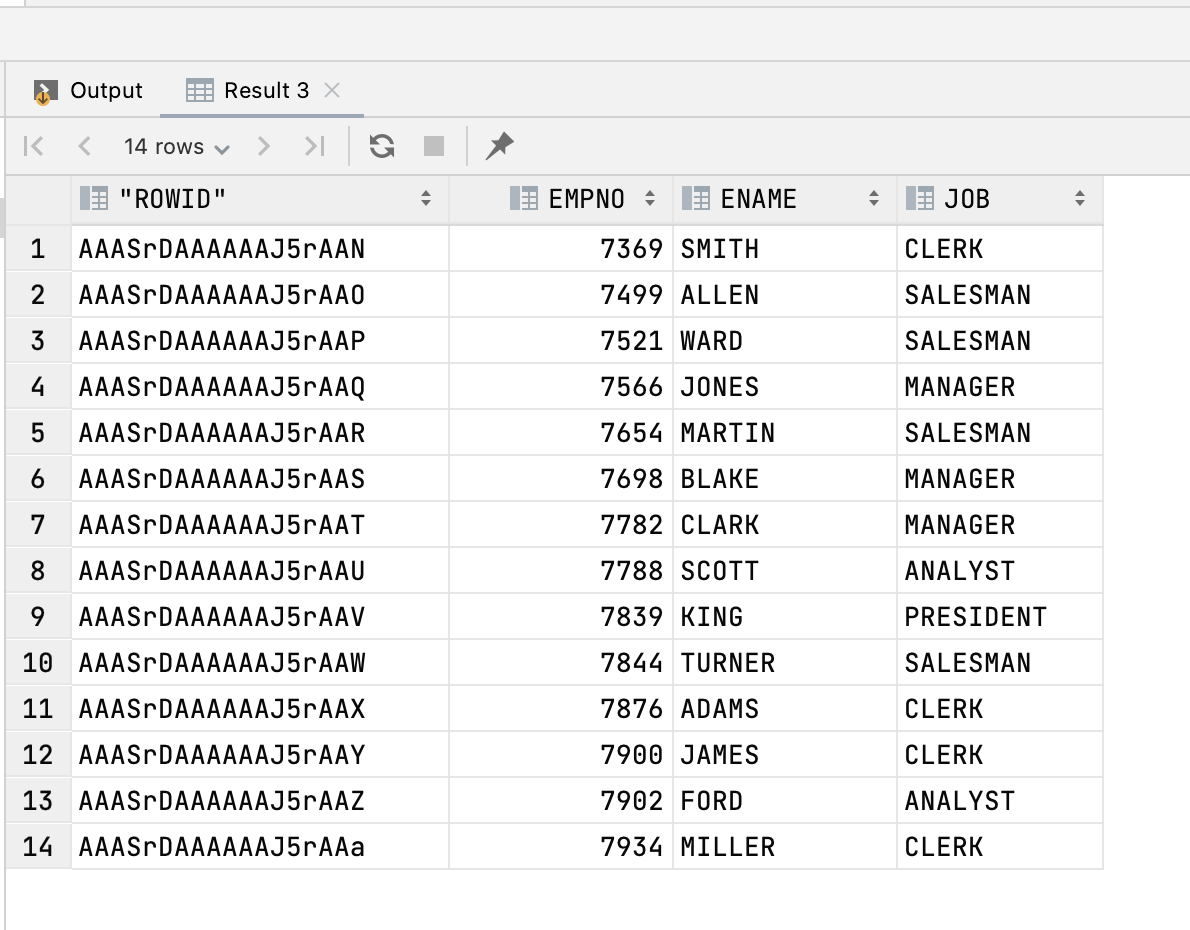 Output Result 3
14 rows
"ROWID" EMPNO ENAME JOB
1 AAASrDAAAAAAJ5rAAN 7369 SMITH CLERK
2 AAASrDAAAAAAJ5rAAO 7499 ALLEN SALESMAN
3 AAASrDAAAAAAJ5rAAP 7521 WARD SALESMAN
4 AAASrDAAAAAAJ5rAAQ 7566 JONES MANAGER
5 AAASrDAAAAAAJ5rAAR 7654 MARTIN SALESMAN
6 AAASrDAAAAAAJ5rAAS 7698 BLAKE MANAGER
7 AAASrDAAAAAAJ5rAAT 7782 CLARK MANAGER
8 AAASrDAAAAAAJ5rAAU 7788 SCOTT ANALYST
9 AAASrDAAAAAAJ5rAAV 7839 KING PRESIDENT
10 AAASrDAAAAAAJ5rAAW 7844 TURNER SALESMAN
11 AAASrDAAAAAAJ5rAAX 7876 ADAMS CLERK
12 AAASrDAAAAAAJ5rAAY 7900 JAMES CLERK
13 AAASrDAAAAAAJ5rAAZ 7902 FORD ANALYST
14 AAASrDAAAAAAJ5rAAa 7934 MILLER CLERK